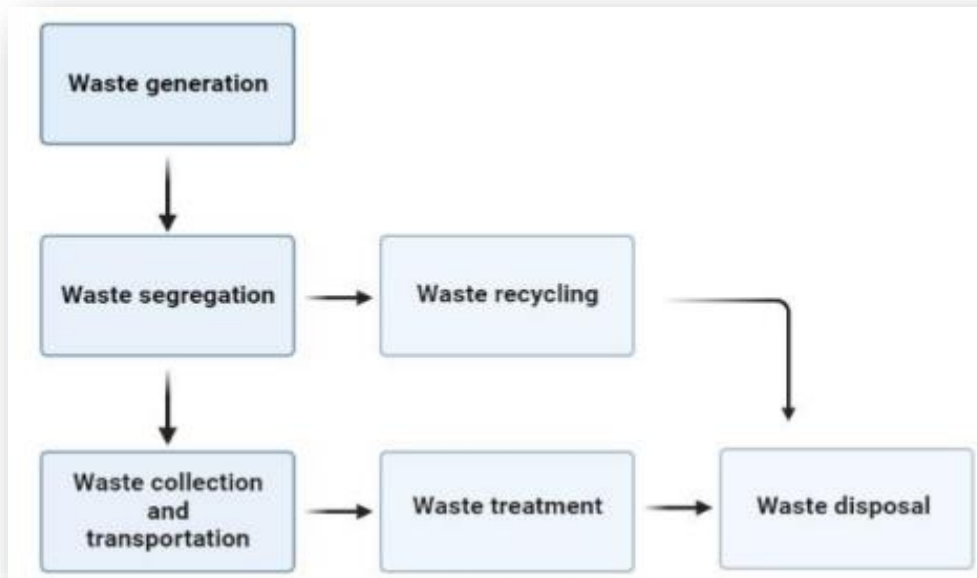 Waste generation
Waste segregation
Waste recycling
Waste collection
and
transportation
Waste treatment
Waste disposal